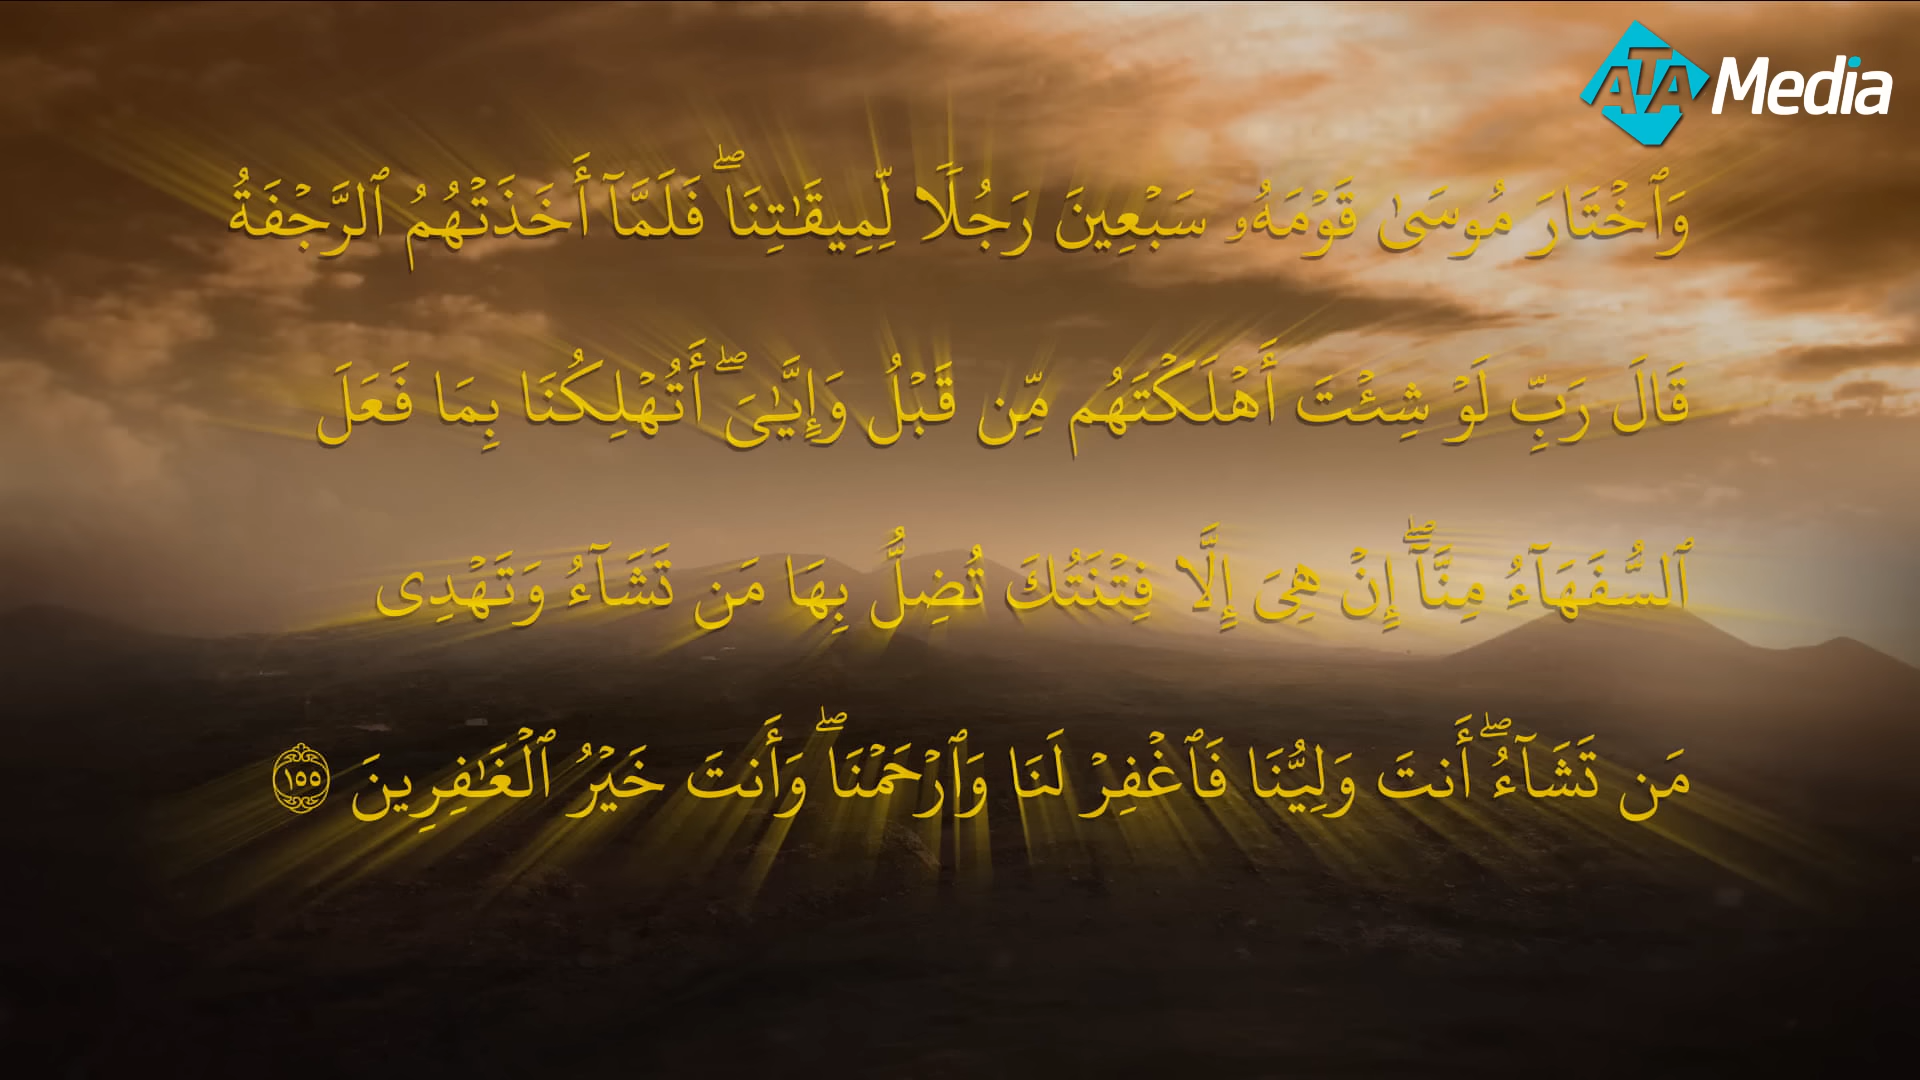 ATA Media
وَٱخۡتَارَ مُوسَىٰ قَوۡمَهُۥ سَبۡعِينَ رَجُلٗا لِّمِيقَٰتِنَاۖ فَلَمَّآ أَخَذَتۡهُمُ ٱلرَّجۡفَةُ
قَالَ رَبِّ لَوۡ شِئۡتَ أَهۡلَكۡتَهُم مِّن قَبۡلُ وَإِيَّٰيَۖ أَتُهۡلِكُنَا بِمَا فَعَلَ
ٱلسُّفَهَآءُ مِنَّآۖ إِنۡ هِيَ إِلَّا فِتۡنَتُكَ تُضِلُّ بِهَا مَن تَشَآءُ وَتَهۡدِي
مَن تَشَآءُۖ أَنتَ وَلِيُّنَا فَٱغۡفِرۡ لَنَا وَٱرۡحَمۡنَاۖ وَأَنتَ خَيۡرُ ٱلۡغَٰفِرِينَ ١٥٥